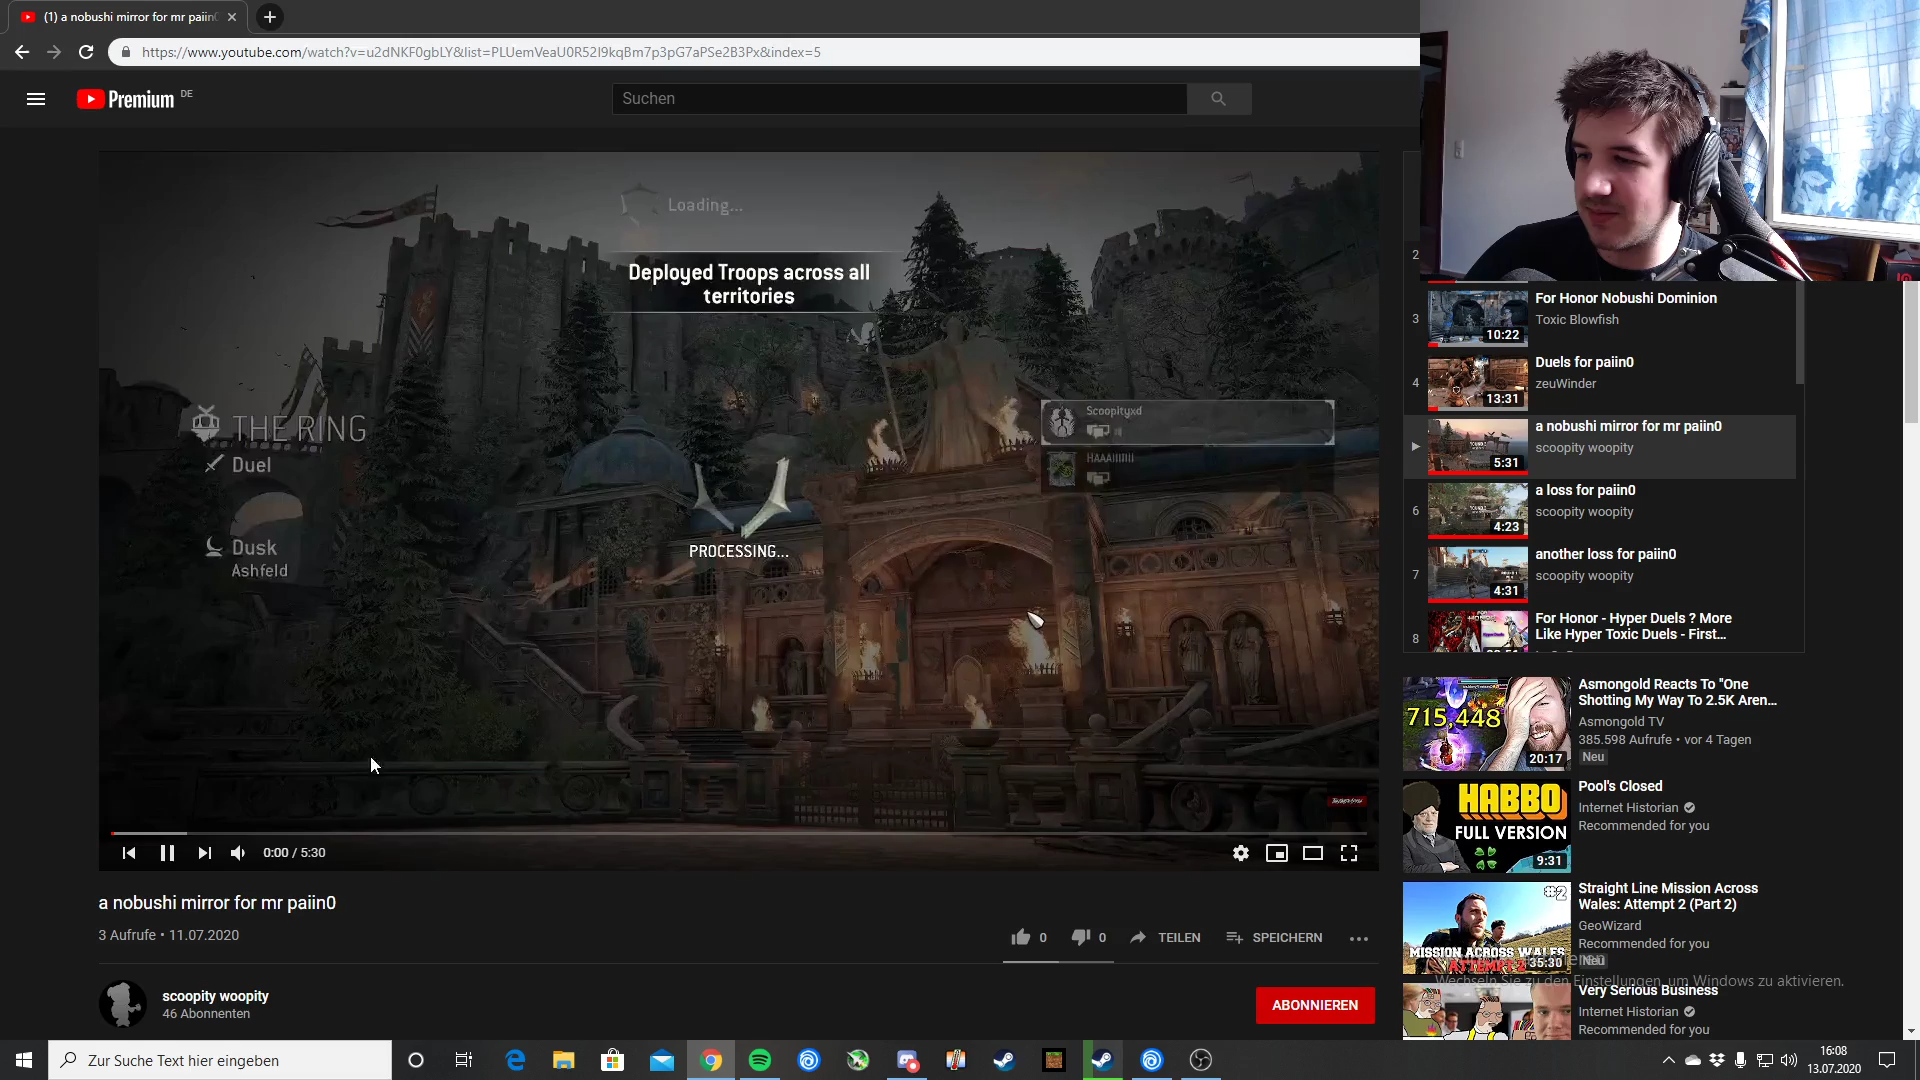 (1) a nobushi mirror for mr paiin
https://www.youtube.com/watch?v=u2dNKF0gbLY&list=PLUemVeaU0R52I9kqBm7p3pG7aPSe2B3Px&index=5
Premium DE
Suchen
Loading...
Deployed Troops across all
territories
THE RING
Duel
Dusk
Ashfeld
Scoopityxd
PROCESSING...
0:00 / 5:30
a nobushi mirror for mr paiin0
3 Aufrufe • 11.07.2020
0
0
TEILEN
SPEICHERN
scoopity woopity
46 Abonnenten
ABONNIEREN
2
3
10:22
For Honor Nobushi Dominion
Toxic Blowfish
4
13:31
Duels for paiin0
zeuWinder
5:31
a nobushi mirror for mr paiin0
scoopity woopity
6
4:23
a loss for paiin0
scoopity woopity
7
4:31
another loss for paiin0
scoopity woopity
8
For Honor - Hyper Duels ? More
Like Hyper Toxic Duels - First...
715,448
20:17
Asmongold Reacts To "One
Shotting My Way To 2.5K Aren...
Asmongold TV
385.598 Aufrufe • vor 4 Tagen
Neu
HABBO
FULL VERSION
9:31
Pool's Closed
Internet Historian
Recommended for you
#2
MISSION ACROSS WALES
ATTEMPT 2
35:30
Straight Line Mission Across
Wales: Attempt 2 (Part 2)
GeoWizard
Recommended for you
Neu
Wechseln Sie zu den Einstellungen, um Windows zu aktivieren.
Very Serious Business
Internet Historian
Recommended for you
Zur Suche Text hier eingeben
16:08
13.07.2020